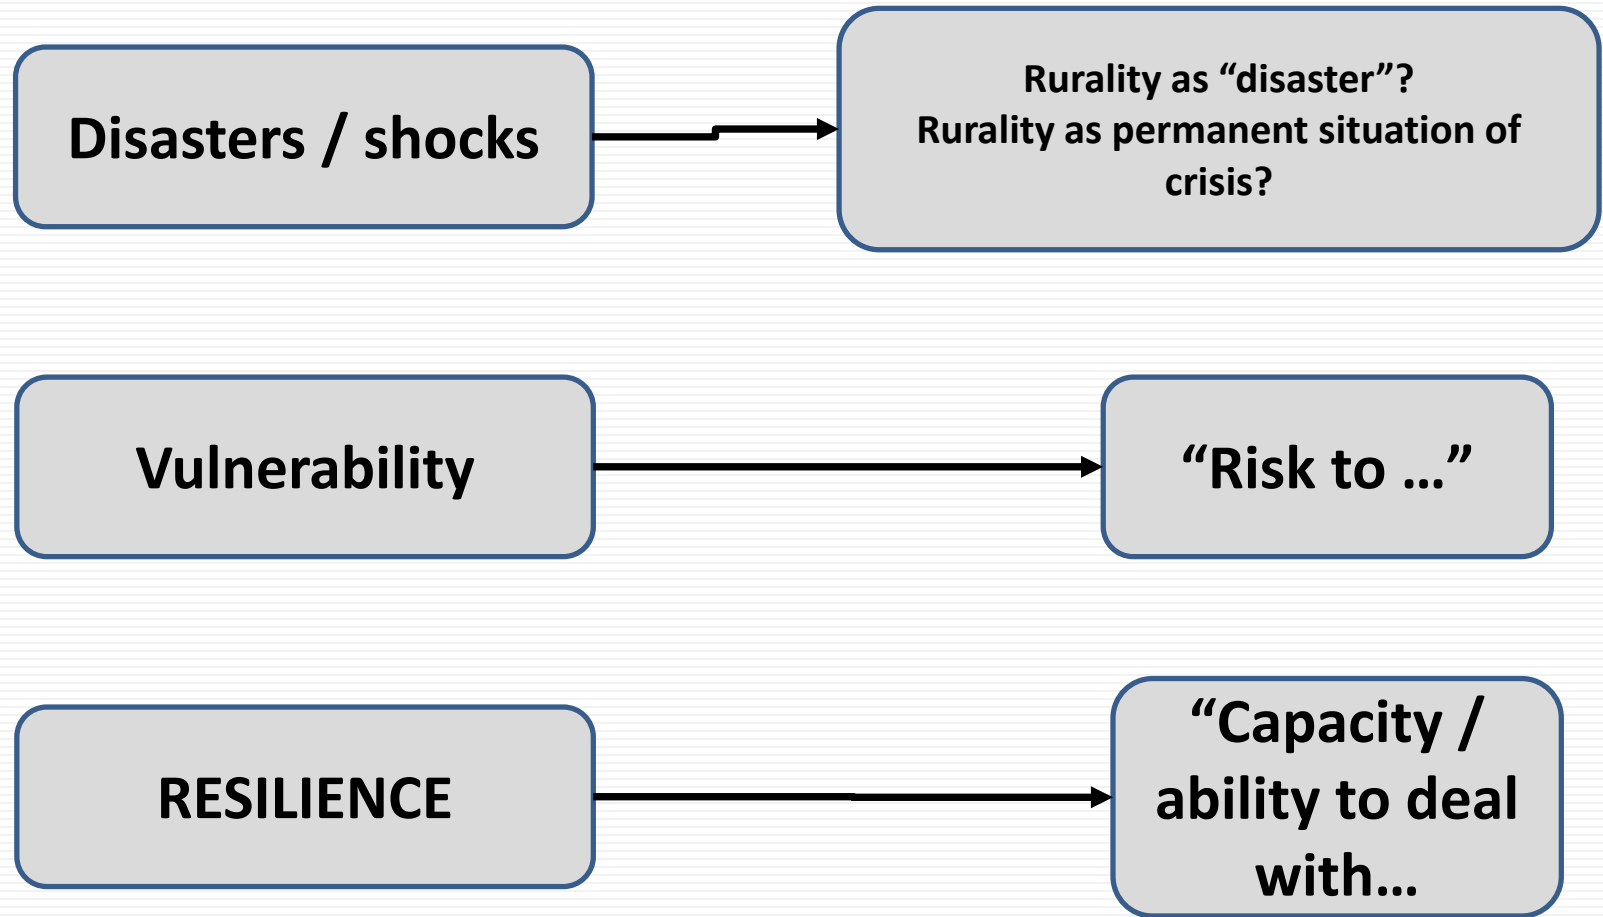 Disasters / shocks
Rurality as “disaster”?
Rurality as permanent situation of
crisis?
Vulnerability
“Risk to …”
RESILIENCE
“Capacity /
ability to deal
with…